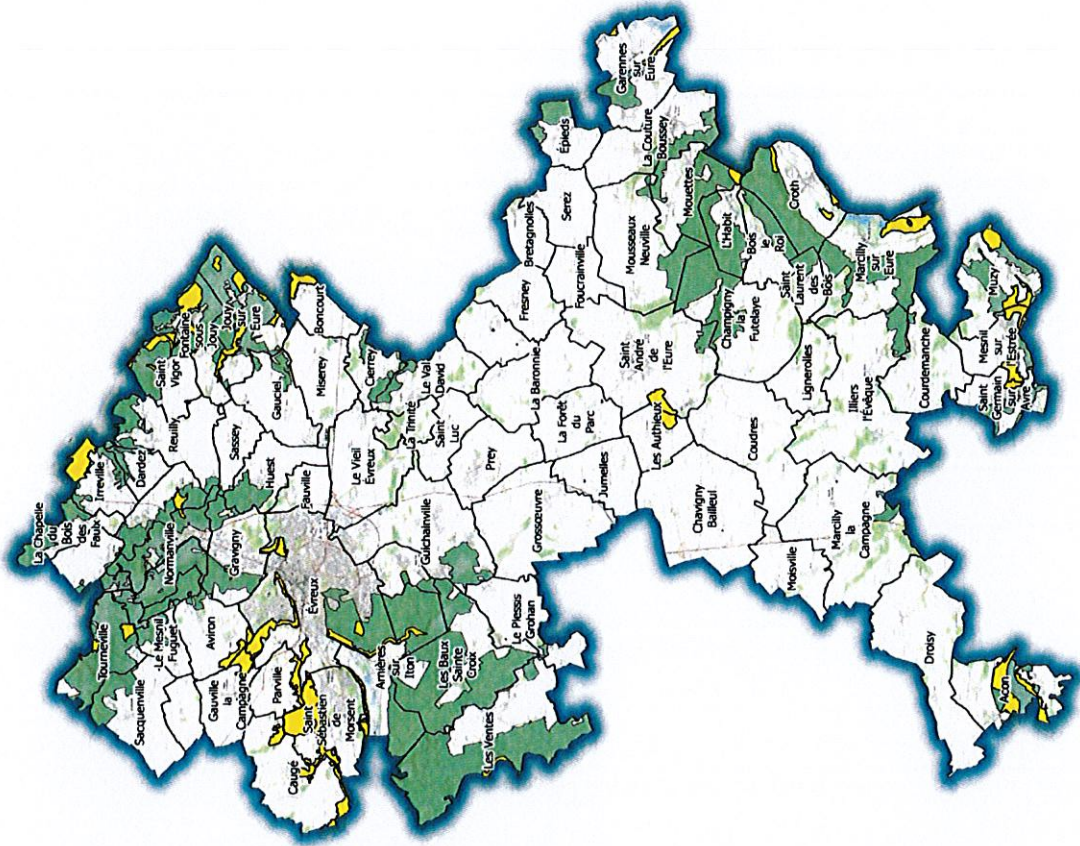 La Chapelle
du
Bois
des
Faulx
Irreville
Dardez
Tourneville
Normanville
Le Mesnil
Fuguet
Sacquenville
Aviron
Gravigny
Gauville
la
Campagne
Parville
Caugé
Saint
Sébastien
de
Morsent
Évreux
Arnières
sur
Iton
Les Baux
Sainte
Croix
Les Ventes
Le Plessis
Grohan
Saint
Vigor
Fontaine
sous
Jouy
Jouy
sur
Eure
Reuilly
Sassey
Gauciel
Huest
Fauville
Miserey
Boncourt
Cierrey
Le Vieil
Évreux
La Trinité
Le Val
David
Saint
Luc
Guichainville
Prey
Grossœuvre
La Baronnie
La Forêt
du
Parc
Jumelles
Fresney
Bretagnolles
Serez
Foucrainville
Épieds
Garennes
sur
Eure
La Couture
Boussey
Mousseaux
Neuville
Mouettes
L'Habit
Bois
le
Roi
Croth
Saint
André
de
l'Eure
Champigny
la
Futelaye
Saint
Laurent
des
Bois
Marcilly
sur
Eure
Les Authieux
Lignerolles
Coudres
Illiers
l'Évêque
Courdemanche
Muzy
Mesnil
sur
l'Estrée
Saint
Germain
sur
Avre
Chavigny
Bailleul
Moisville
Marcilly
la
Campagne
Droisy
Acon